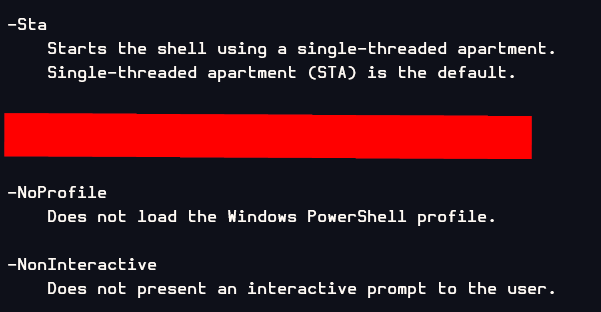 -Sta
Starts the shell using a single-threaded apartment.
Single-threaded apartment (STA) is the default.
-NoProfile
Does not load the Windows PowerShell profile.
-NonInteractive
Does not present an interactive prompt to the user.